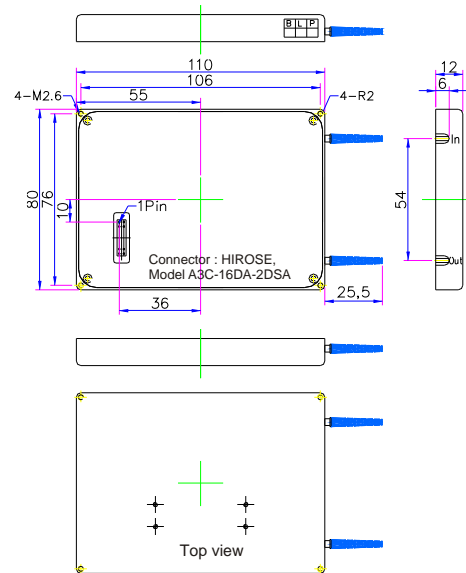 B L P
110
106
55
12
6
4-M2.6
4-R2
In
80
76
10
54
1Pin
Connector : HIROSE,
Model A3C-16DA-2DSA
Out
36
25,5
Top view